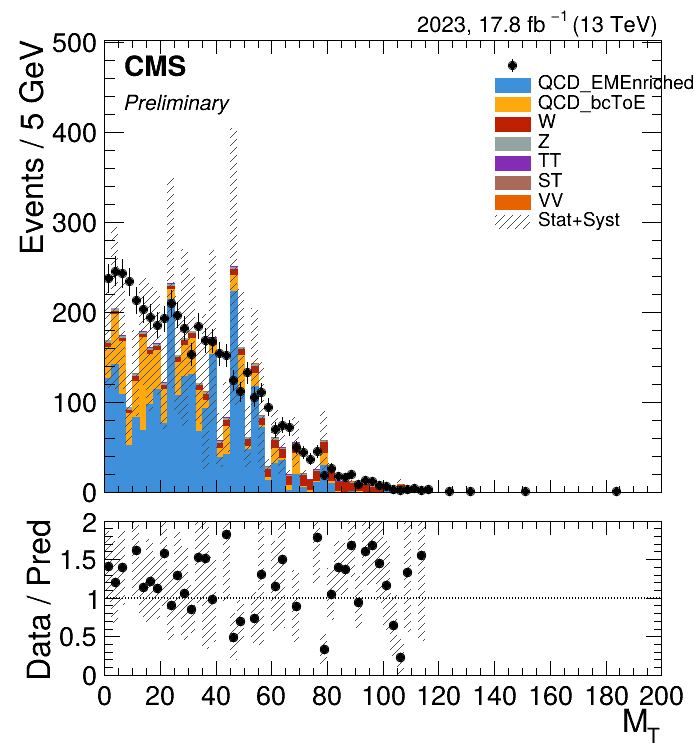 2023, 17.8 fb⁻¹ (13 TeV)
Events / 5 GeV
500
400
300
200
100
0
CMS
Preliminary
QCD_EMEnriched
QCD_bcToE
W
Z
TT
ST
VV
Stat+Syst
Data / Pred
2
1.5
1
0.5
0
0 20 40 60 80 100 120 140 160 180 200
M_T